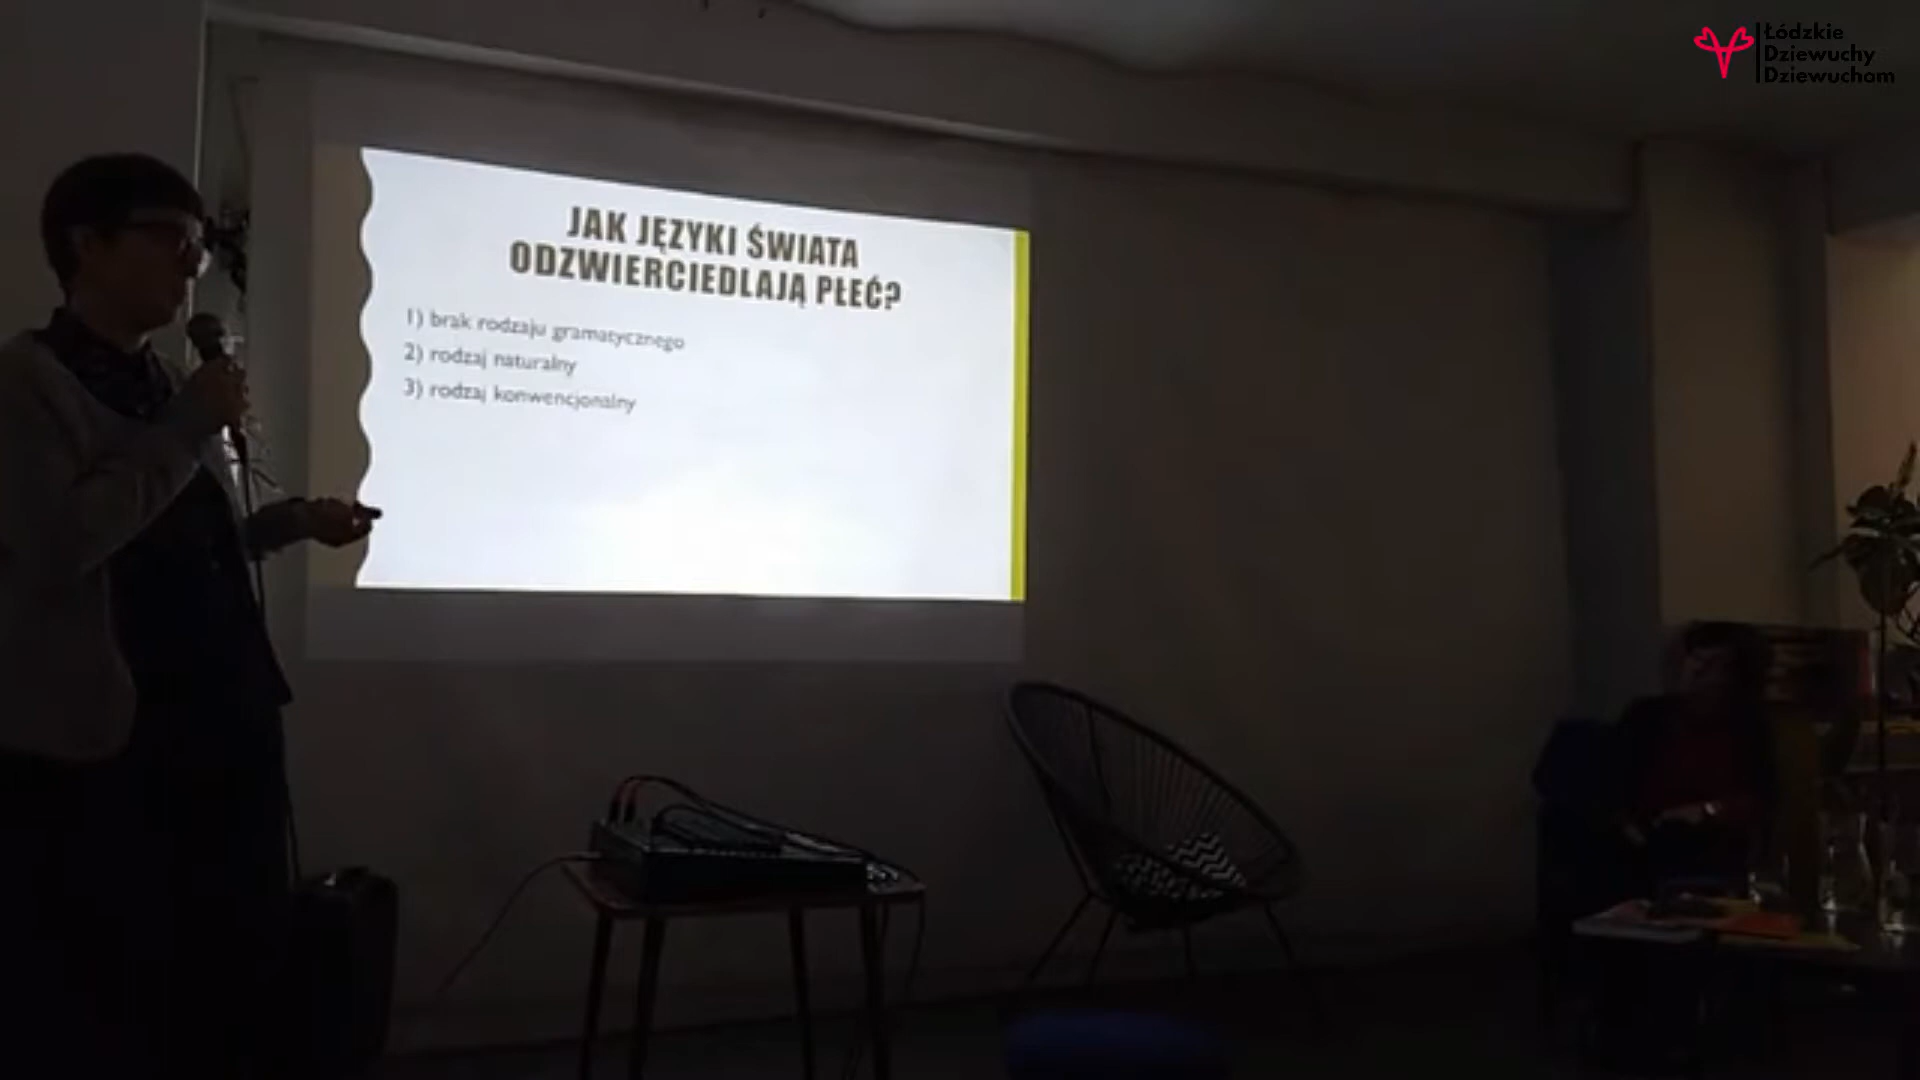 Łódzkie
Dziewuchy
Dziewuchom
JAK JĘZYKI ŚWIATA
ODZWIERCIEDLAJĄ PŁEĆ?
1) brak rodzaju gramatycznego
2) rodzaj naturalny
3) rodzaj konwencjonalny